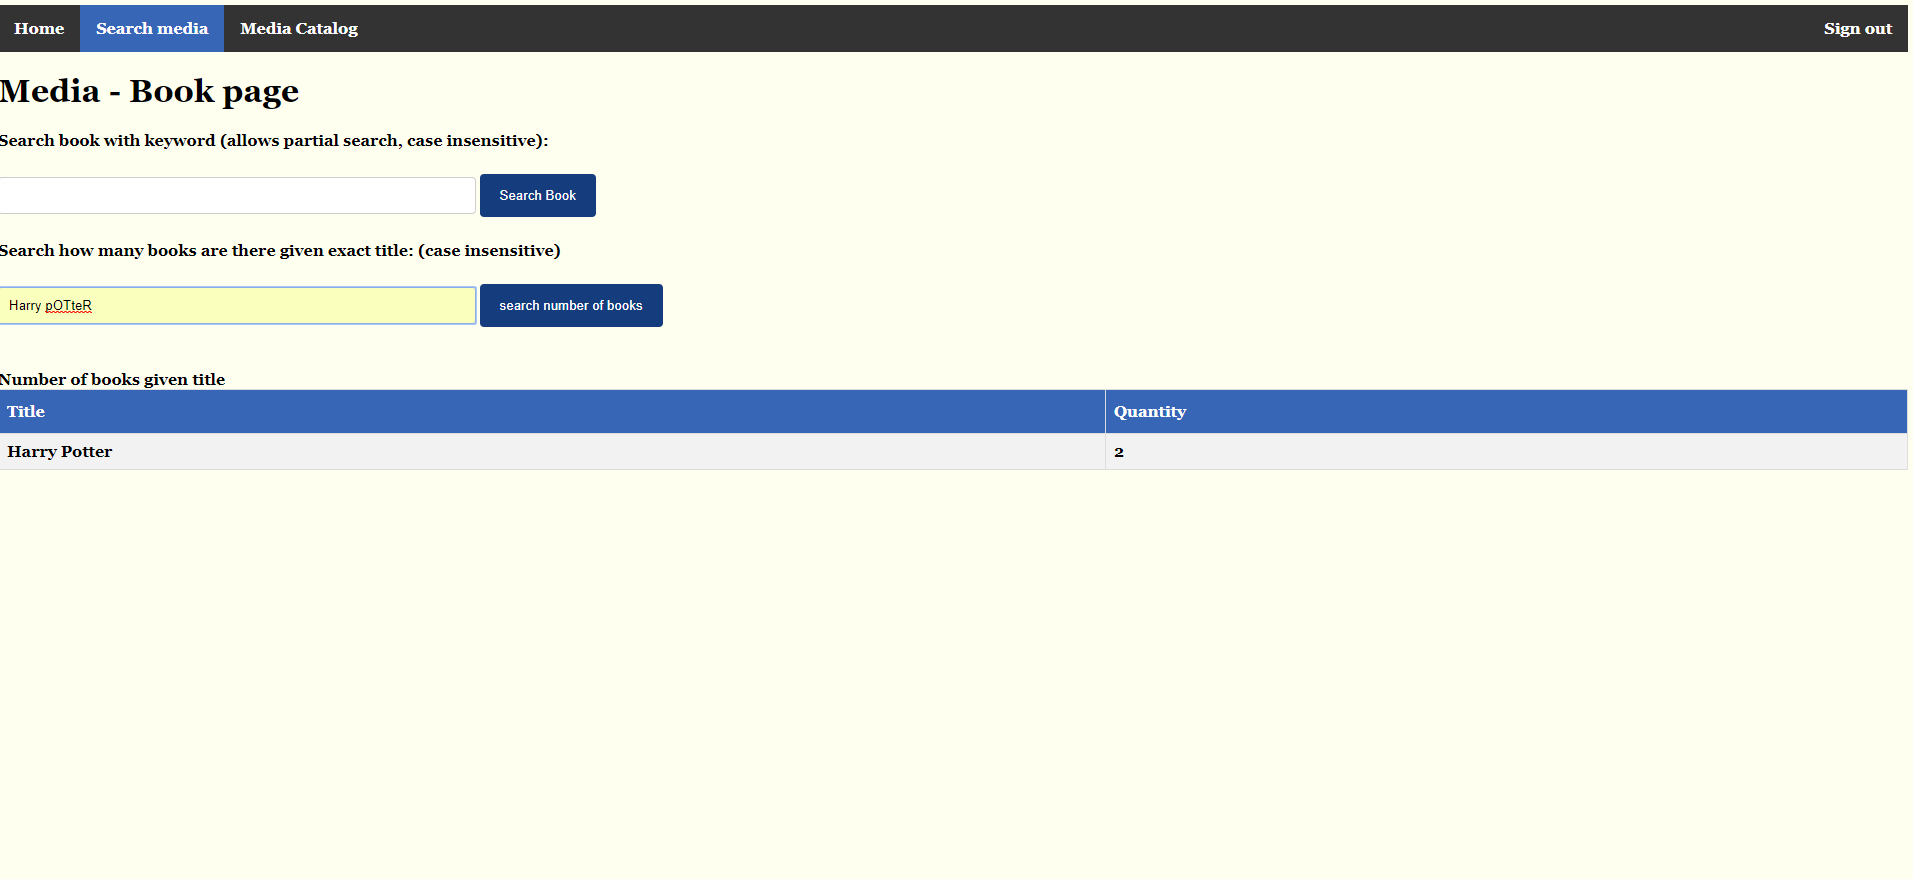 Home Search media Media Catalog Sign out
Media - Book page
Search book with keyword (allows partial search, case insensitive):
Search Book
Search how many books are there given exact title: (case insensitive)
Harry pOTteR search number of books
Number of books given title
Title Quantity
Harry Potter 2